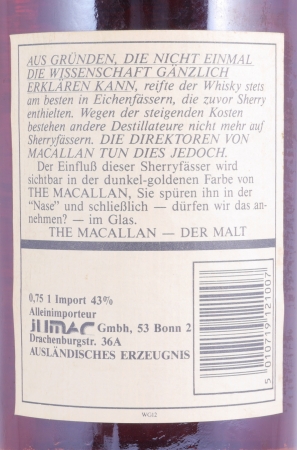 AUS GRÜNDEN, DIE NICHT EINMAL
DIE WISSENSCHAFT GÄNZLICH
ERKLÄREN KANN, reifte der Whisky stets
am besten in Eichenfässern, die zuvor Sherry
enthielten. Wegen der steigenden Kosten
bestehen andere Destillateure nicht mehr auf
Sherryfässern. DIE DIREKTOREN VON
MACALLAN TUN DIES JEDOCH.
Der Einfluß dieser Sherryfässer wird
sichtbar in der dunkel-goldenen Farbe von
THE MACALLAN, Sie spüren ihn in der
"Nase" und schließlich — dürfen wir das an-
nehmen? — im Glas.
THE MACALLAN — DER MALT
0,75 l Import 43%
Alleinimporteur
JUMAC Gmbh, 53 Bonn 2
Drachenburgstr. 36A
AUSLÄNDISCHES ERZEUGNIS
5 010719 121007
WG12